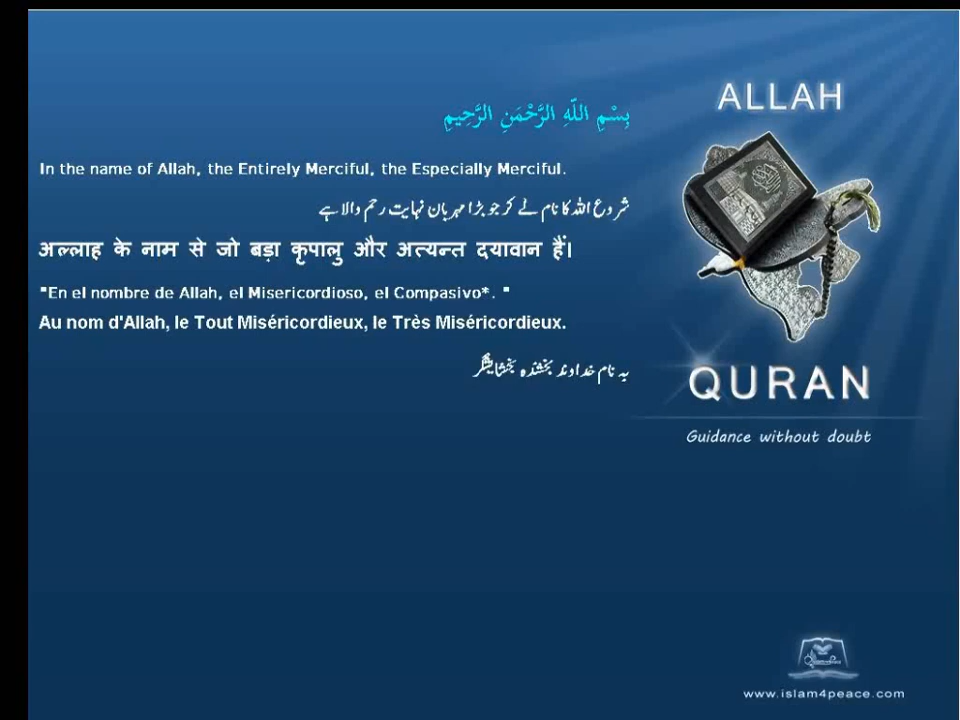 بِسْمِ اللَّهِ الرَّحْمَنِ الرَّحِيمِ
In the name of Allah, the Entirely Merciful, the Especially Merciful.
شروع الله کا نام لے کر جو بڑا مہربان نہایت رحم والا ہے
अल्लाह के नाम से जो बड़ा कृपालु और अत्यन्त दयावान हैं।
"En el nombre de Allah, el Misericordioso, el Compasivo*. "
Au nom d'Allah, le Tout Miséricordieux, le Très Miséricordieux.
به نام خداوند بخشنده بخشایشگر
ALLAH
QURAN
Guidance without doubt
www.islam4peace.com